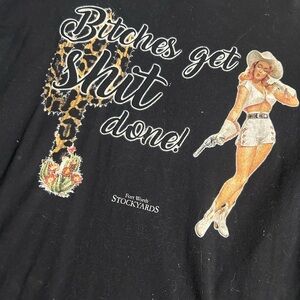 Bitches get
shit
done!
Fort Worth
STOCKYARDS